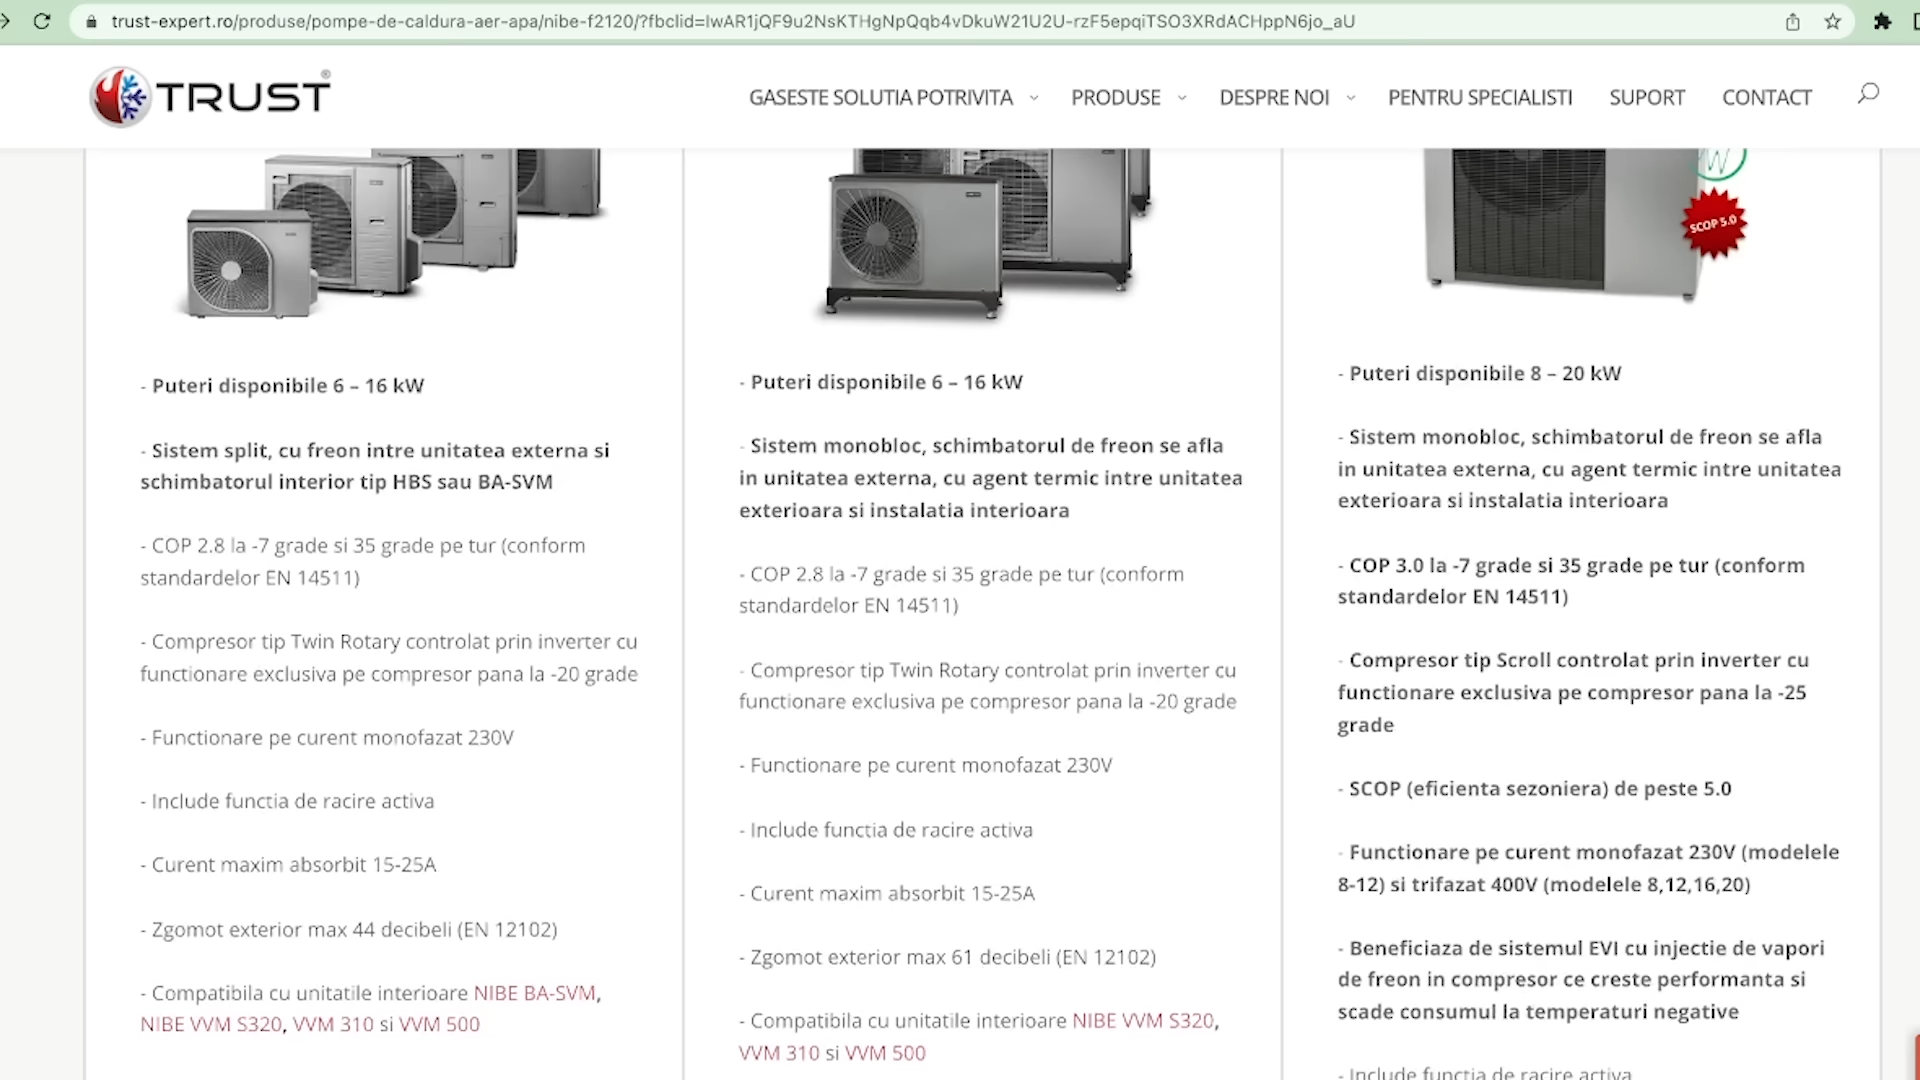 trust-expert.ro/produse/pompe-de-caldura-aer-apa/nibe-f2120/?fbclid=IwAR1jQF9u2NsKTHgNpQqb4vDkuW21U2U-rzF5epqiTSO3XRdACHppN6jo_aU
TRUST®
GASESTE SOLUTIA POTRIVITA
PRODUSE
DESPRE NOI
PENTRU SPECIALISTI
SUPORT
CONTACT
- Puteri disponibile 6 – 16 kW
- Sistem split, cu freon intre unitatea externa si
schimbatorul interior tip HBS sau BA-SVM
- COP 2.8 la -7 grade si 35 grade pe tur (conform
standardelor EN 14511)
- Compresor tip Twin Rotary controlat prin inverter cu
functionare exclusiva pe compresor pana la -20 grade
- Functionare pe curent monofazat 230V
- Include functia de racire activa
- Curent maxim absorbit 15-25A
- Zgomot exterior max 44 decibeli (EN 12102)
- Compatibila cu unitatile interioare NIBE BA-SVM,
NIBE VVM S320, VVM 310 si VVM 500
- Puteri disponibile 6 – 16 kW
- Sistem monobloc, schimbatorul de freon se afla
in unitatea externa, cu agent termic intre unitatea
exterioara si instalatia interioara
- COP 2.8 la -7 grade si 35 grade pe tur (conform
standardelor EN 14511)
- Compresor tip Twin Rotary controlat prin inverter cu
functionare exclusiva pe compresor pana la -20 grade
- Functionare pe curent monofazat 230V
- Include functia de racire activa
- Curent maxim absorbit 15-25A
- Zgomot exterior max 61 decibeli (EN 12102)
- Compatibila cu unitatile interioare NIBE VVM S320,
VVM 310 si VVM 500
SCOP 5.0
- Puteri disponibile 8 – 20 kW
- Sistem monobloc, schimbatorul de freon se afla
in unitatea externa, cu agent termic intre unitatea
exterioara si instalatia interioara
- COP 3.0 la -7 grade si 35 grade pe tur (conform
standardelor EN 14511)
- Compresor tip Scroll controlat prin inverter cu
functionare exclusiva pe compresor pana la -25
grade
- SCOP (eficienta sezoniera) de peste 5.0
- Functionare pe curent monofazat 230V (modelele
8-12) si trifazat 400V (modelele 8,12,16,20)
- Beneficiaza de sistemul EVI cu injectie de vapori
de freon in compresor ce creste performanta si
scade consumul la temperaturi negative
- Include functia de racire activa